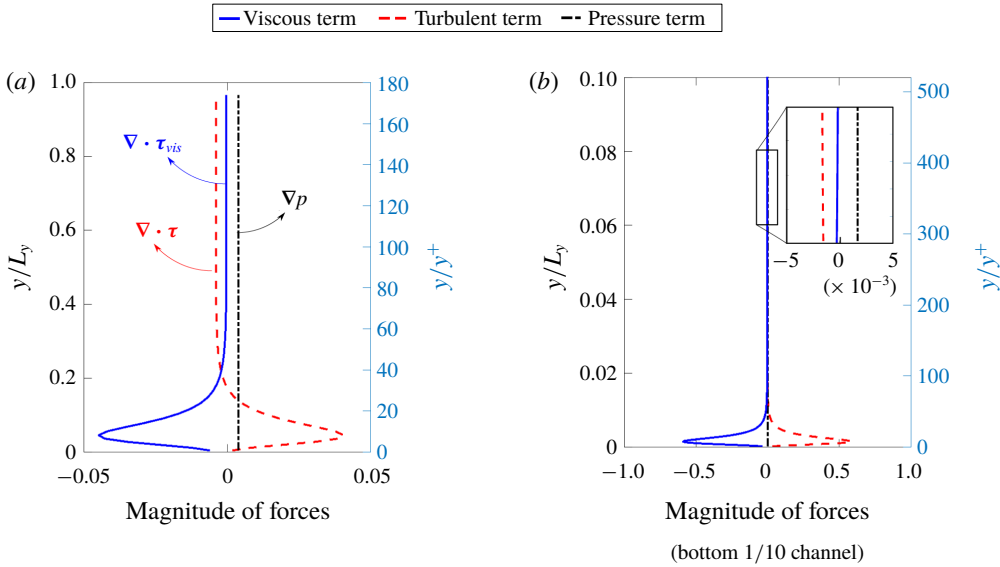 Viscous term Turbulent term Pressure term
(a)
1.0
0.8
0.6
0.4
0.2
0
y/L_y
180
160
140
120
100
80
60
40
20
0
y/y⁺
∇ · τ_vis
∇ · τ
∇p
−0.05 0 0.05
Magnitude of forces
(b)
0.10
0.08
0.06
0.04
0.02
0
y/L_y
500
400
300
200
100
0
y/y⁺
−5 0 5
(× 10⁻³)
−1.0 −0.5 0 0.5 1.0
Magnitude of forces
(bottom 1/10 channel)